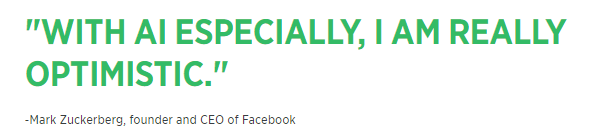 "WITH AI ESPECIALLY, I AM REALLY
OPTIMISTIC."
-Mark Zuckerberg, founder and CEO of Facebook